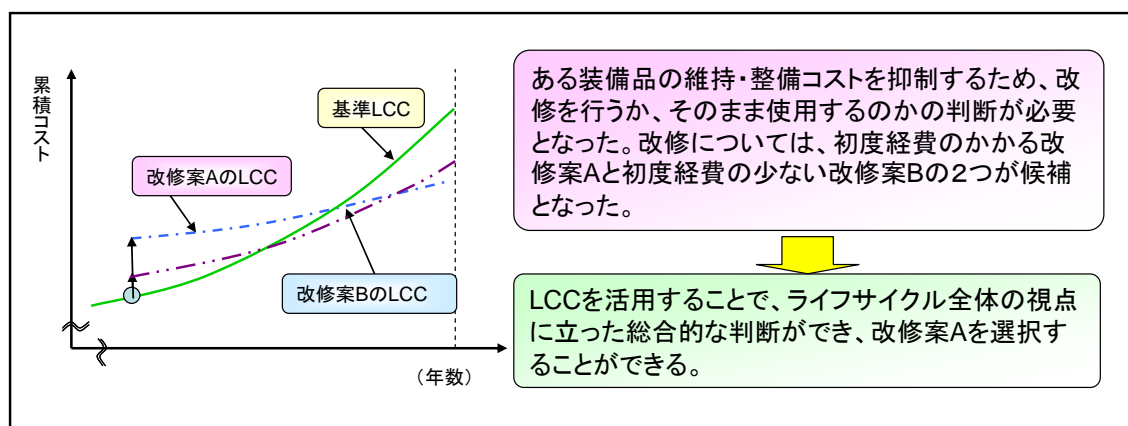 累積コスト
基準LCC
改修案AのLCC
改修案BのLCC
（年数）
ある装備品の維持・整備コストを抑制するため、改
修を行うか、そのまま使用するのかの判断が必要
となった。改修については、初度経費のかかる改
修案Aと初度経費の少ない改修案Bの２つが候補
となった。
LCCを活用することで、ライフサイクル全体の視点
に立った総合的な判断ができ、改修案Aを選択す
ることができる。